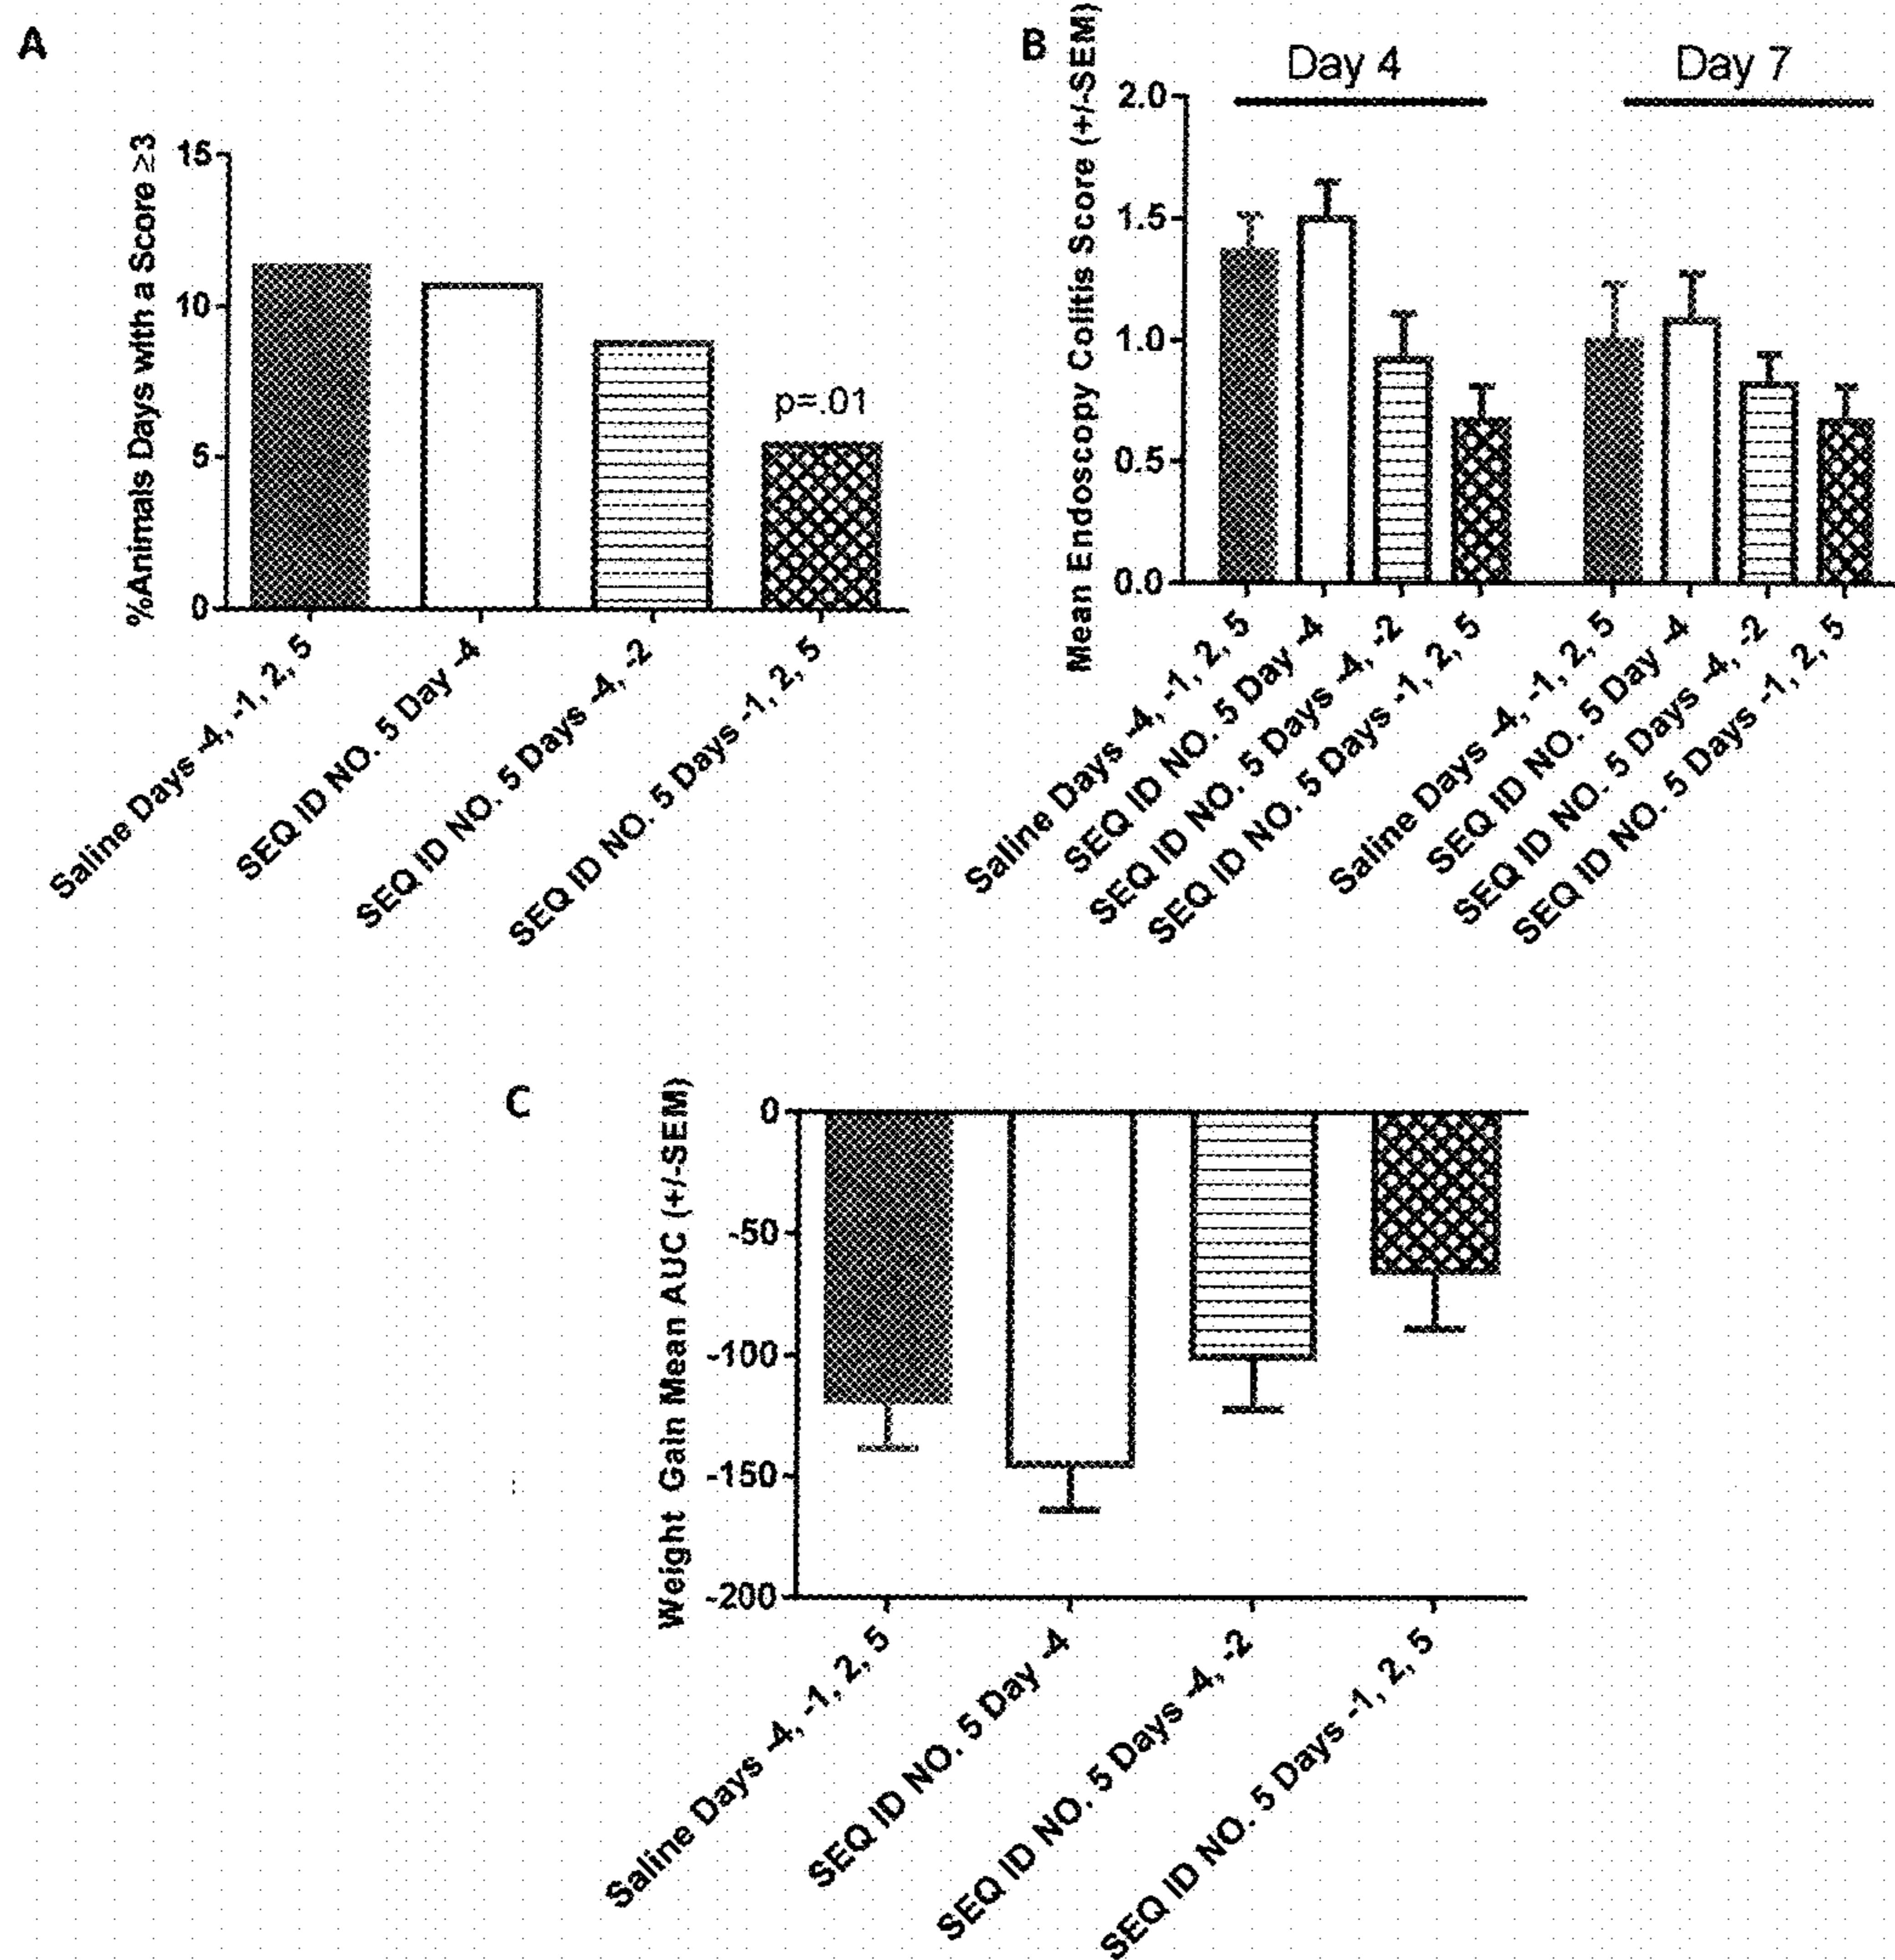 A
%Animals Days with a Score ≥3
15
10
5
0
p=.01
Saline Days -4, -1, 2, 5
SEQ ID NO. 5 Day -4
SEQ ID NO. 5 Days -4, -2
SEQ ID NO. 5 Days -1, 2, 5
B
Mean Endoscopy Colitis Score (+/-SEM)
Day 4
Day 7
2.0
1.5
1.0
0.5
0.0
Saline Days -4, -1, 2, 5
SEQ ID NO. 5 Day -4
SEQ ID NO. 5 Days -4, -2
SEQ ID NO. 5 Days -1, 2, 5
Saline Days -4, -1, 2, 5
SEQ ID NO. 5 Day -4
SEQ ID NO. 5 Days -4, -2
SEQ ID NO. 5 Days -1, 2, 5
C
Weight Gain Mean AUC (+/-SEM)
0
-50
-100
-150
-200
Saline Days -4, -1, 2, 5
SEQ ID NO. 5 Day -4
SEQ ID NO. 5 Days -4, -2
SEQ ID NO. 5 Days -1, 2, 5